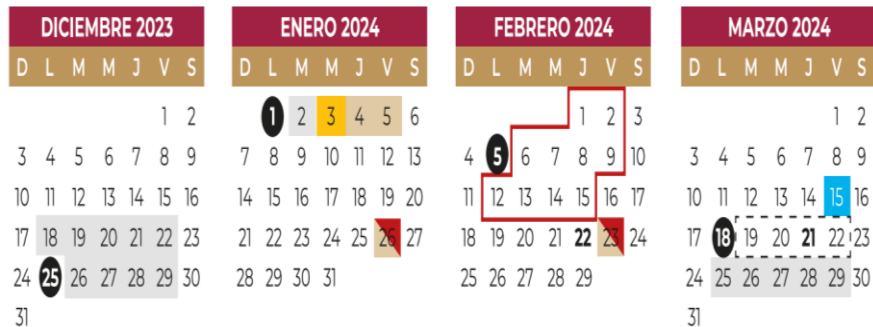 DICIEMBRE 2023
D L M M J V S
1 2
3 4 5 6 7 8 9
10 11 12 13 14 15 16
17 18 19 20 21 22 23
24 25 26 27 28 29 30
31
ENERO 2024
D L M M J V S
1 2 3 4 5 6
7 8 9 10 11 12 13
14 15 16 17 18 19 20
21 22 23 24 25 26 27
28 29 30 31
FEBRERO 2024
D L M M J V S
1 2 3
4 5 6 7 8 9 10
11 12 13 14 15 16 17
18 19 20 21 22 23 24
25 26 27 28 29
MARZO 2024
D L M M J V S
1 2
3 4 5 6 7 8 9
10 11 12 13 14 15 16
17 18 19 20 21 22 23
24 25 26 27 28 29 30
31